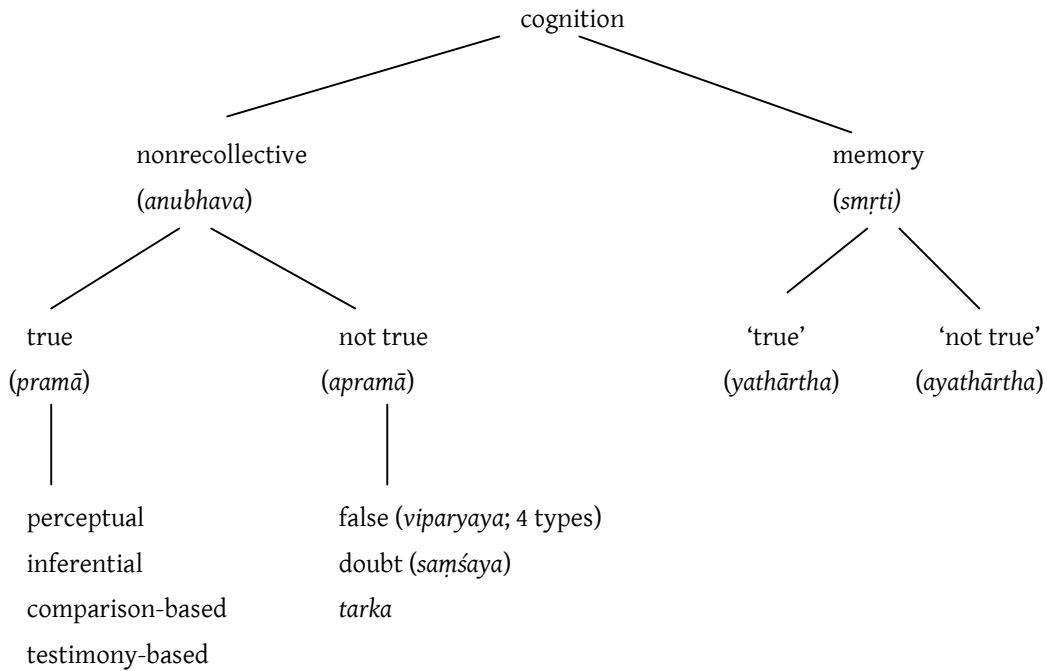 cognition
nonrecollective memory
(anubhava) (smṛti)
true not true ‘true’ ‘not true’
(pramā) (apramā) (yathārtha) (ayathārtha)
perceptual false (viparyaya; 4 types)
inferential doubt (saṃśaya)
comparison-based tarka
testimony-based